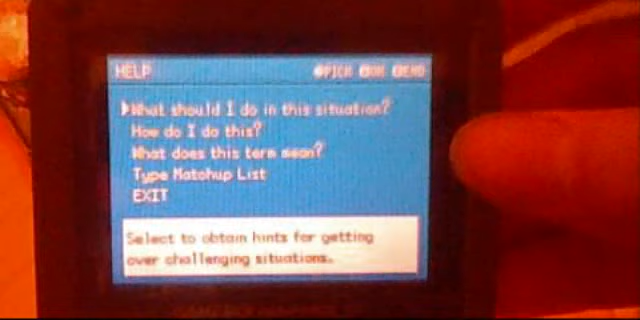 HELP PICK OK END
What should I do in this situation?
How do I do this?
What does this term mean?
Type Matchup List
EXIT
Select to obtain hints for getting
over challenging situations.